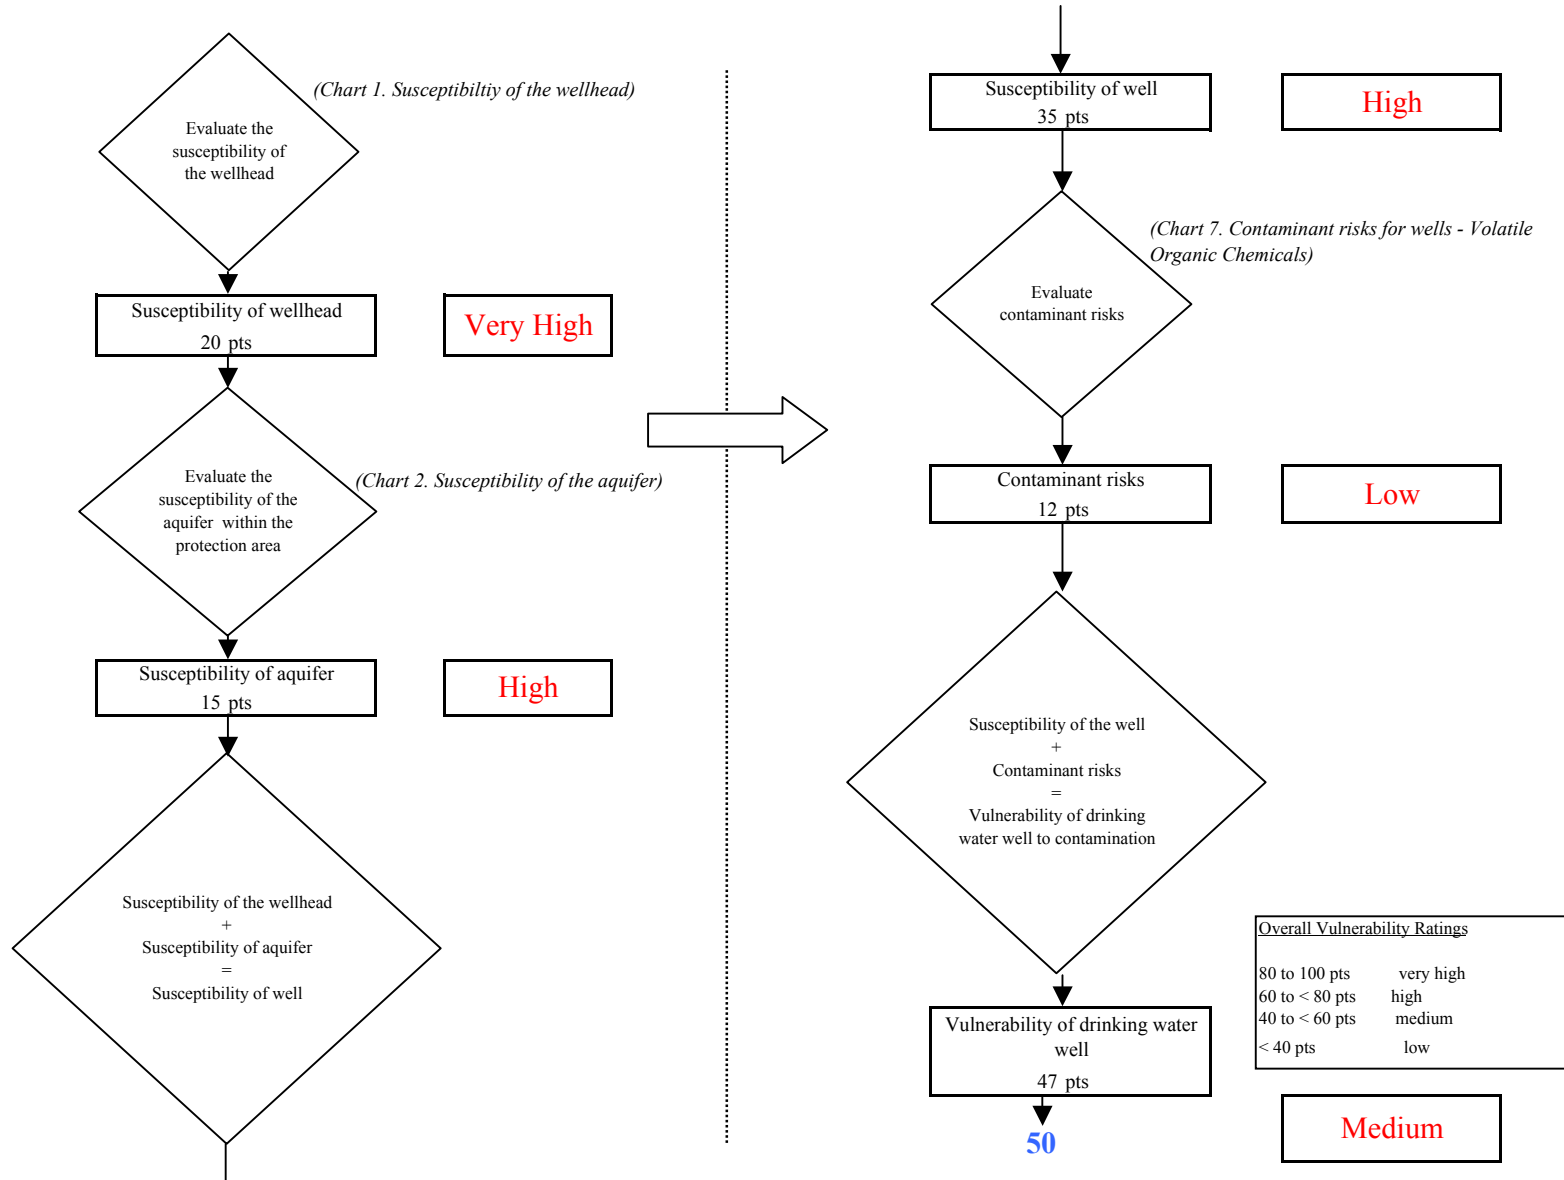 (Chart 1. Susceptibiltiy of the wellhead)
Evaluate the
susceptibility of
the wellhead
Susceptibility of wellhead
20 pts
Very High
(Chart 2. Susceptibility of the aquifer)
Evaluate the
susceptibility of the
aquifer within the
protection area
Susceptibility of aquifer
15 pts
High
Susceptibility of the wellhead
+
Susceptibility of aquifer
=
Susceptibility of well
Susceptibility of well
35 pts
High
(Chart 7. Contaminant risks for wells - Volatile
Organic Chemicals)
Evaluate
contaminant risks
Contaminant risks
12 pts
Low
Susceptibility of the well
+
Contaminant risks
=
Vulnerability of drinking
water well to contamination
Overall Vulnerability Ratings
80 to 100 pts very high
60 to < 80 pts high
40 to < 60 pts medium
< 40 pts low
Vulnerability of drinking water
well
47 pts
50
Medium